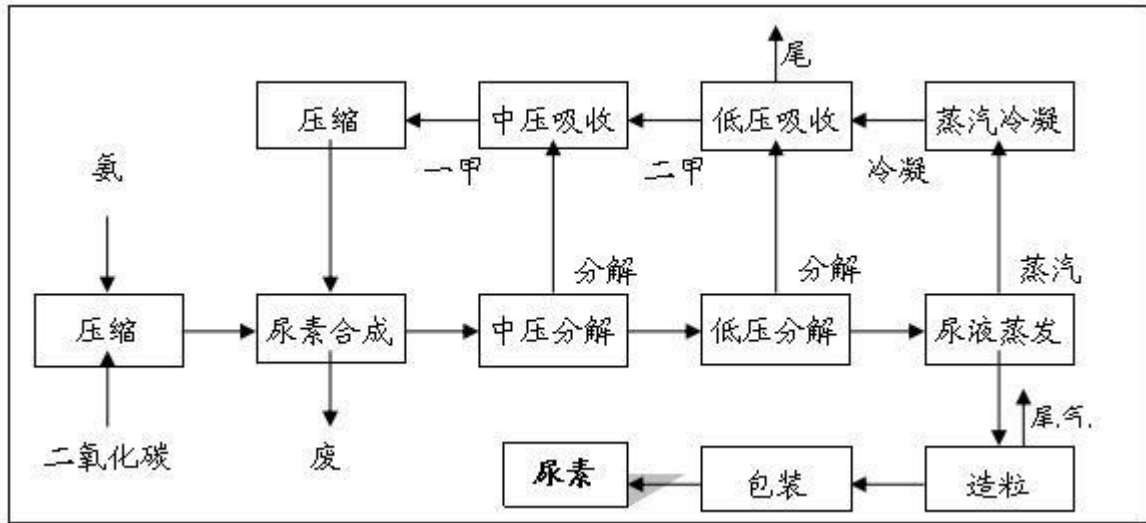 尾
压缩
中压吸收
低压吸收
蒸汽冷凝
一甲
二甲
冷凝
氨
分解
分解
蒸汽
压缩
尿素合成
中压分解
低压分解
尿液蒸发
尾气
二氧化碳
废
尿素
包装
造粒